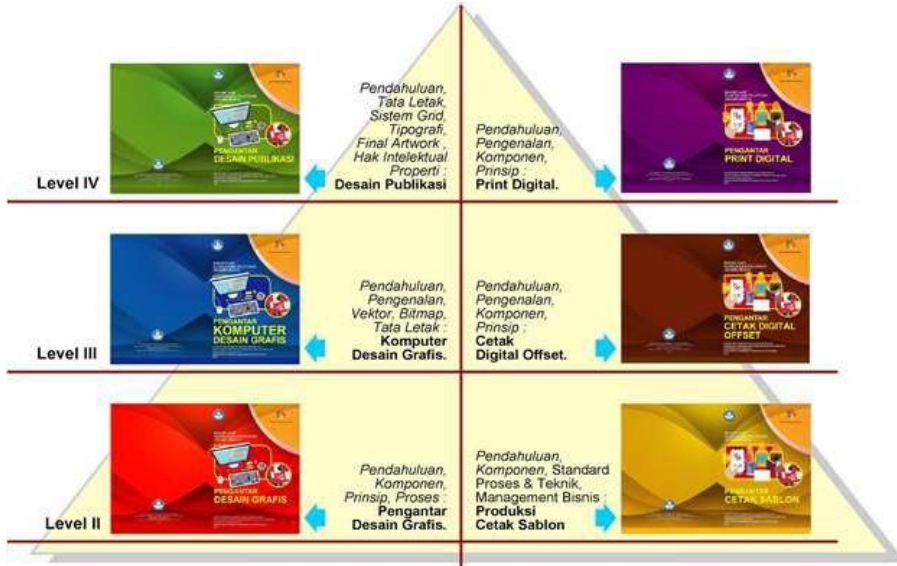 PENGANTAR
DESAIN PUBLIKASI
Pendahuluan,
Tata Letak,
Sistem Grid,
Tipografi,
Final Artwork ,
Hak Intelektual
Properti :
Desain Publikasi
Pendahuluan,
Pengenalan,
Komponen,
Prinsip :
Print Digital.
PENGANTAR
PRINT DIGITAL
Level IV
PENGANTAR
KOMPUTER
DESAIN GRAFIS
Pendahuluan,
Pengenalan,
Vektor, Bitmap,
Tata Letak :
Komputer
Desain Grafis.
Pendahuluan,
Pengenalan,
Komponen,
Prinsip :
Cetak
Digital Offset.
PENGANTAR
CETAK DIGITAL
OFFSET
Level III
PENGANTAR
DESAIN GRAFIS
Pendahuluan,
Komponen,
Prinsip, Proses :
Pengantar
Desain Grafis.
Pendahuluan,
Komponen, Standard
Proses & Teknik,
Management Bisnis :
Produksi
Cetak Sablon
PENGANTAR
CETAK SABLON
Level II